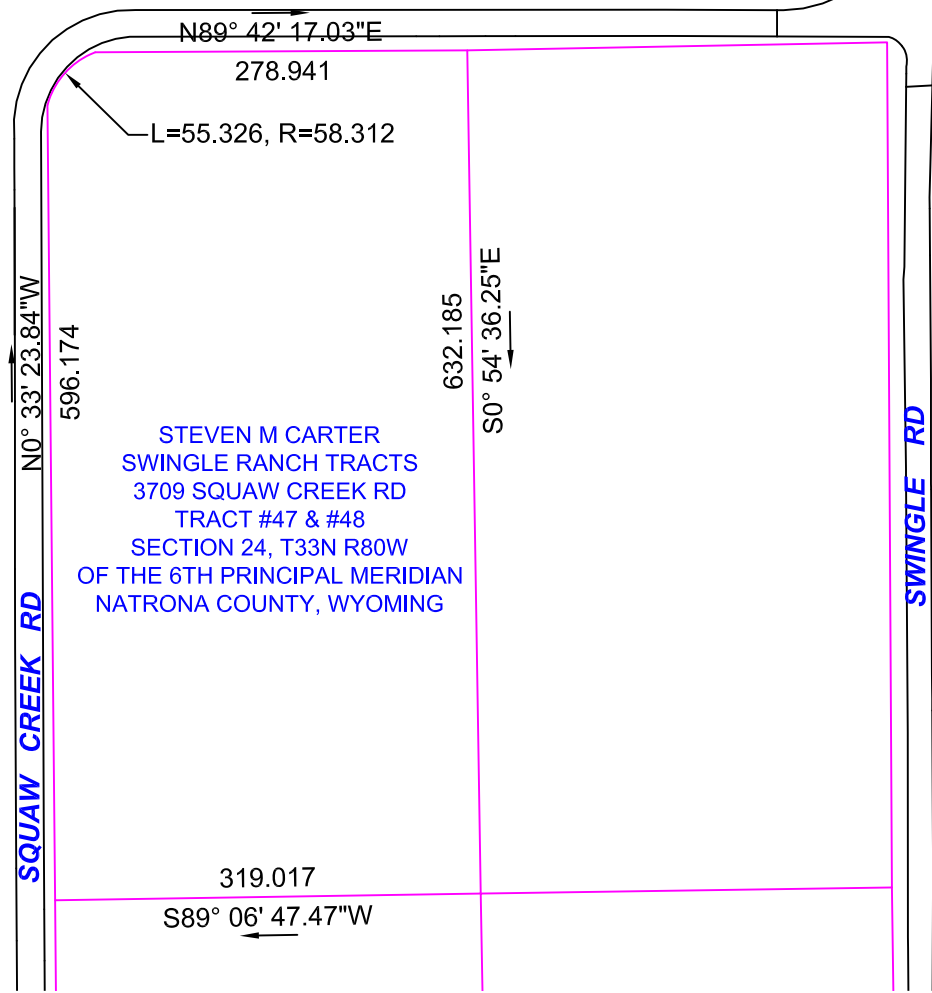 N89° 42' 17.03"E
278.941
L=55.326, R=58.312
N0° 33' 23.84"W
596.174
632.185
S0° 54' 36.25"E
STEVEN M CARTER
SWINGLE RANCH TRACTS
3709 SQUAW CREEK RD
TRACT #47 & #48
SECTION 24, T33N R80W
OF THE 6TH PRINCIPAL MERIDIAN
NATRONA COUNTY, WYOMING
SWINGLE RD
SQUAW CREEK RD
319.017
S89° 06' 47.47"W